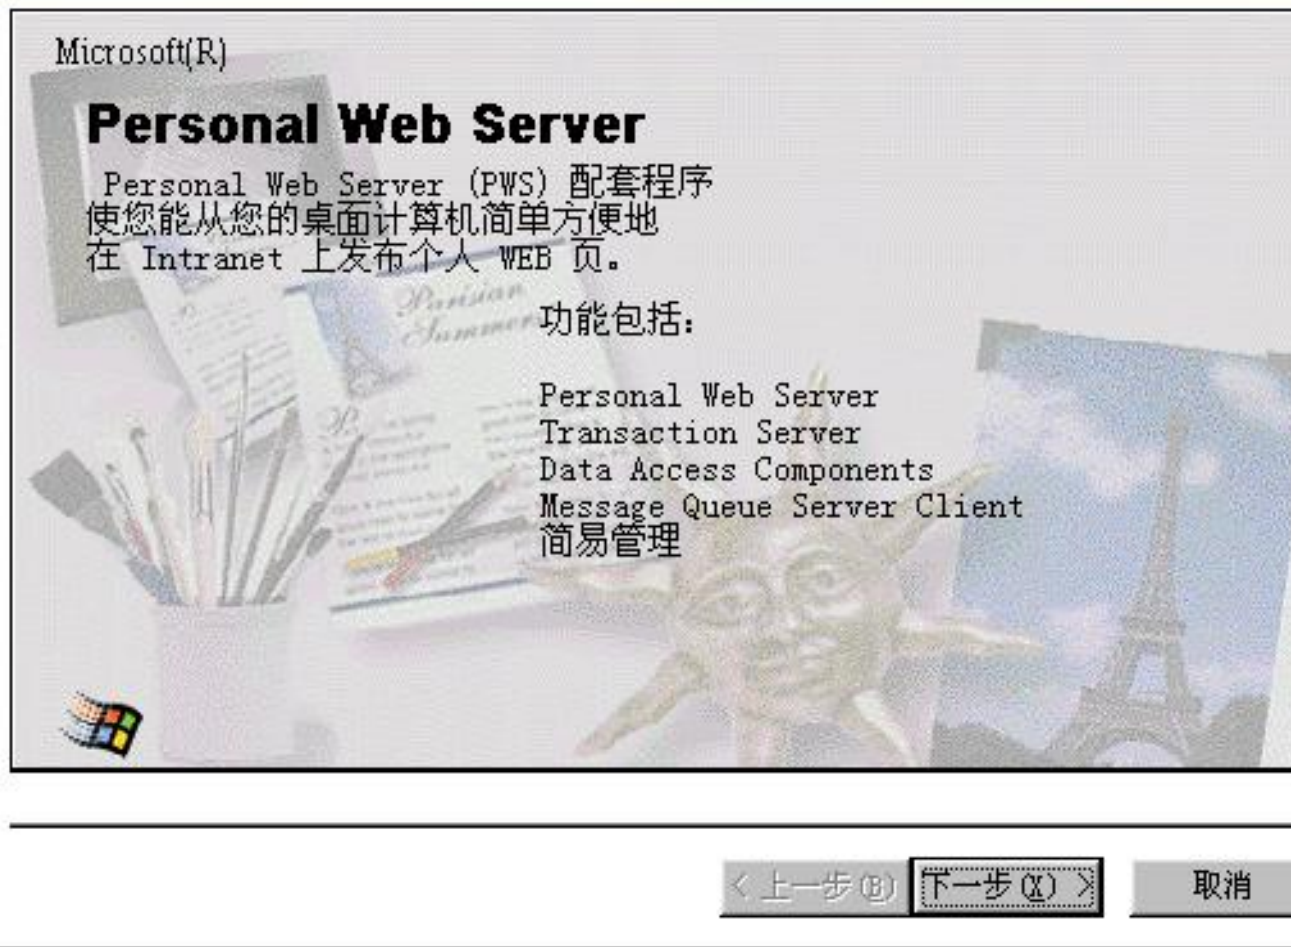 Microsoft(R)
Personal Web Server
Personal Web Server (PWS) 配套程序
使您能从您的桌面计算机简单方便地
在 Intranet 上发布个人 WEB 页。
Parisian
Summers
功能包括：
Personal Web Server
Transaction Server
Data Access Components
Message Queue Server Client
简易管理
< 上一步(B)
下一步(X) >
取消